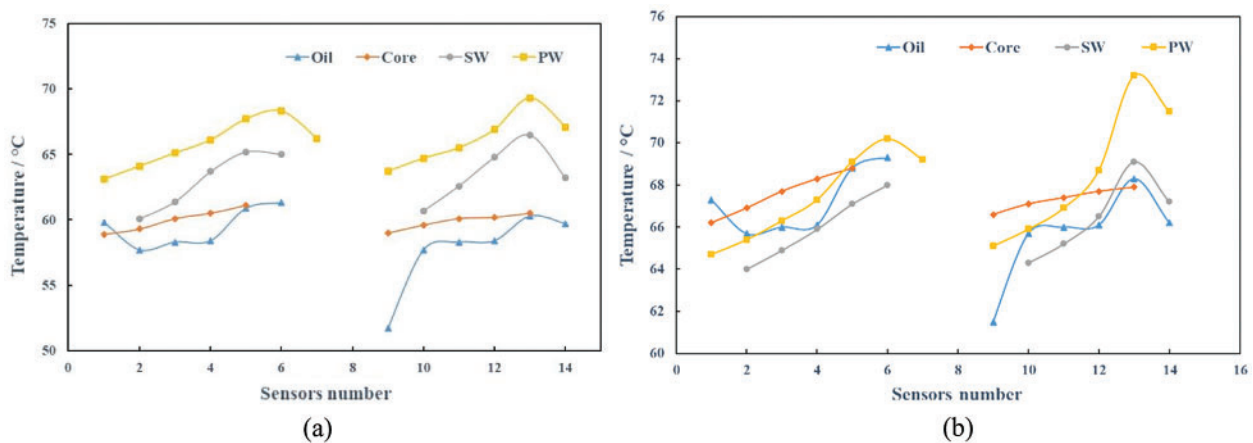 75
70
65
60
55
50
0 2 4 6 8 10 12 14
Temperature / °C
Sensors number
Oil Core SW PW
(a)
76
74
72
70
68
66
64
62
60
0 2 4 6 8 10 12 14 16
Temperature / °C
Sensors number
Oil Core SW PW
(b)